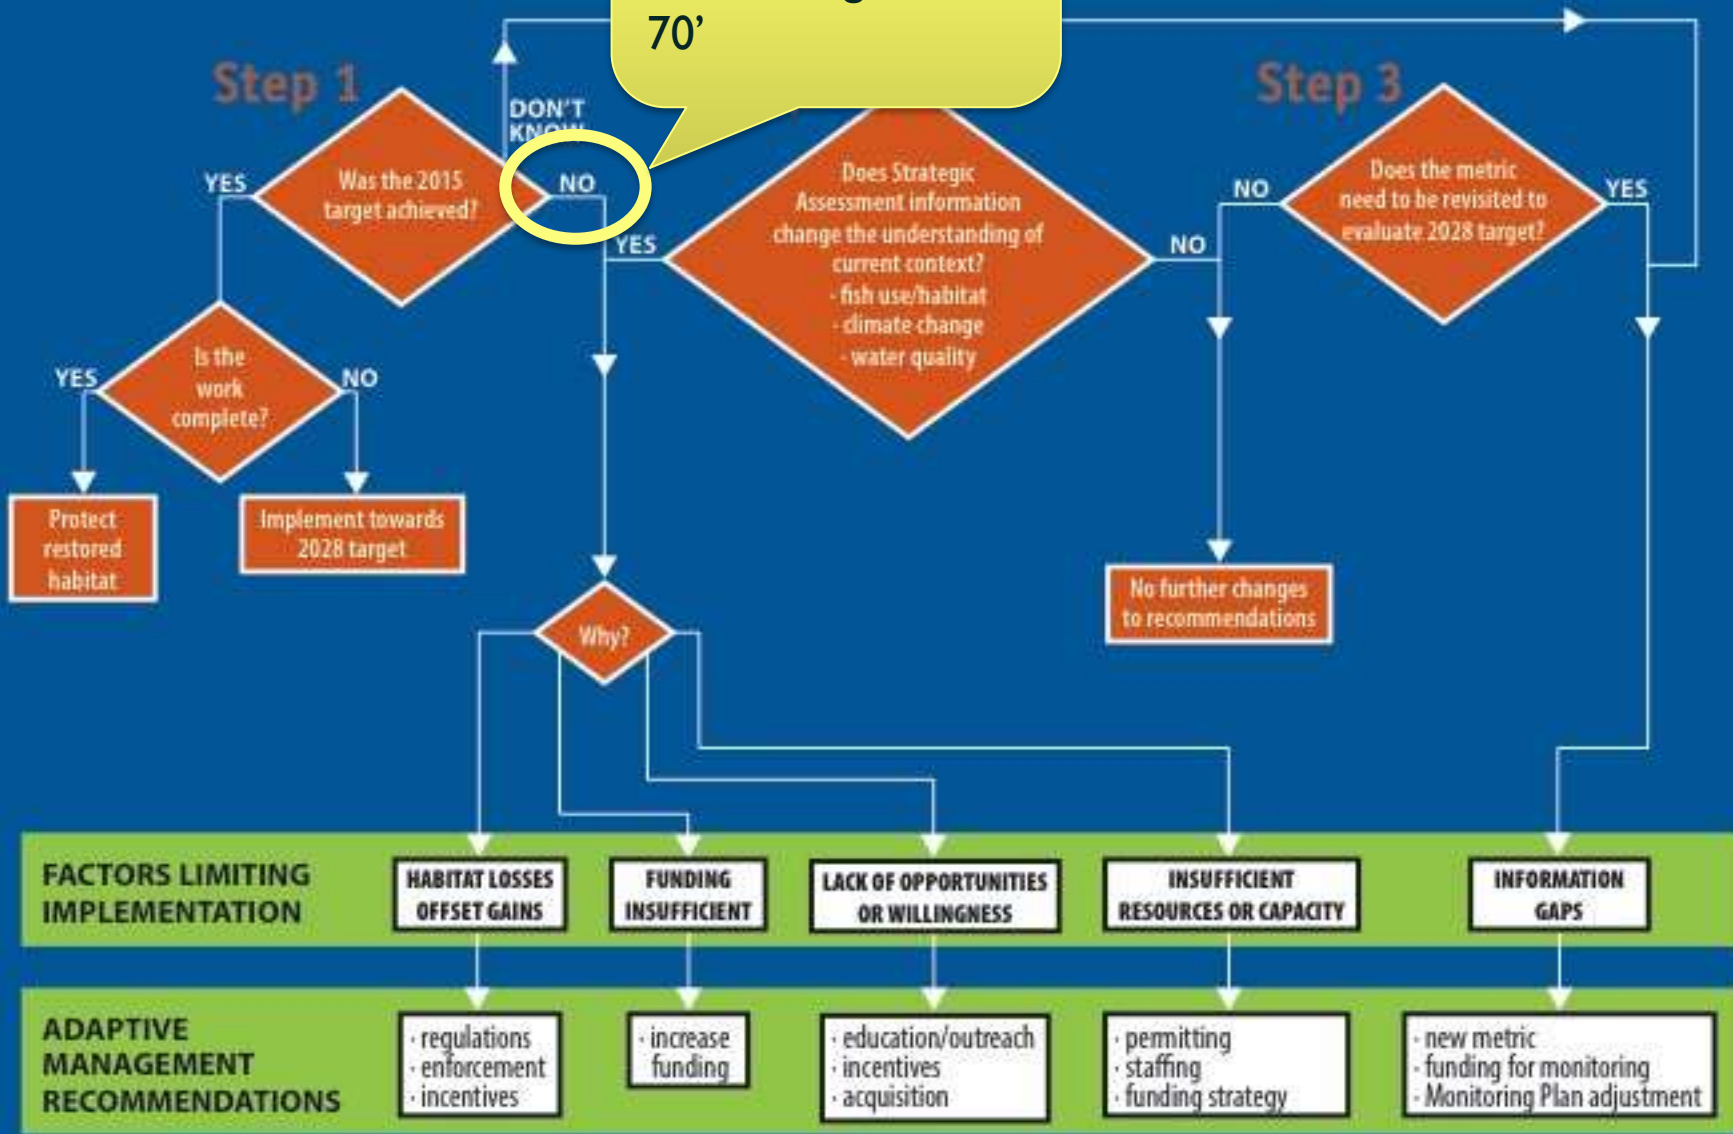 70’
Step 1
Step 3
DON'T
KNOW
YES
Was the 2015
target achieved?
NO
YES
Does Strategic
Assessment information
change the understanding of
current context?
· fish use/habitat
· climate change
· water quality
NO
NO
Does the metric
need to be revisited to
evaluate 2028 target?
YES
YES
Is the
work
complete?
NO
Protect
restored
habitat
Implement towards
2028 target
Why?
No further changes
to recommendations
FACTORS LIMITING
IMPLEMENTATION
HABITAT LOSSES
OFFSET GAINS
FUNDING
INSUFFICIENT
LACK OF OPPORTUNITIES
OR WILLINGNESS
INSUFFICIENT
RESOURCES OR CAPACITY
INFORMATION
GAPS
ADAPTIVE
MANAGEMENT
RECOMMENDATIONS
· regulations
· enforcement
· incentives
· increase
funding
· education/outreach
· incentives
· acquisition
· permitting
· staffing
· funding strategy
· new metric
· funding for monitoring
· Monitoring Plan adjustment